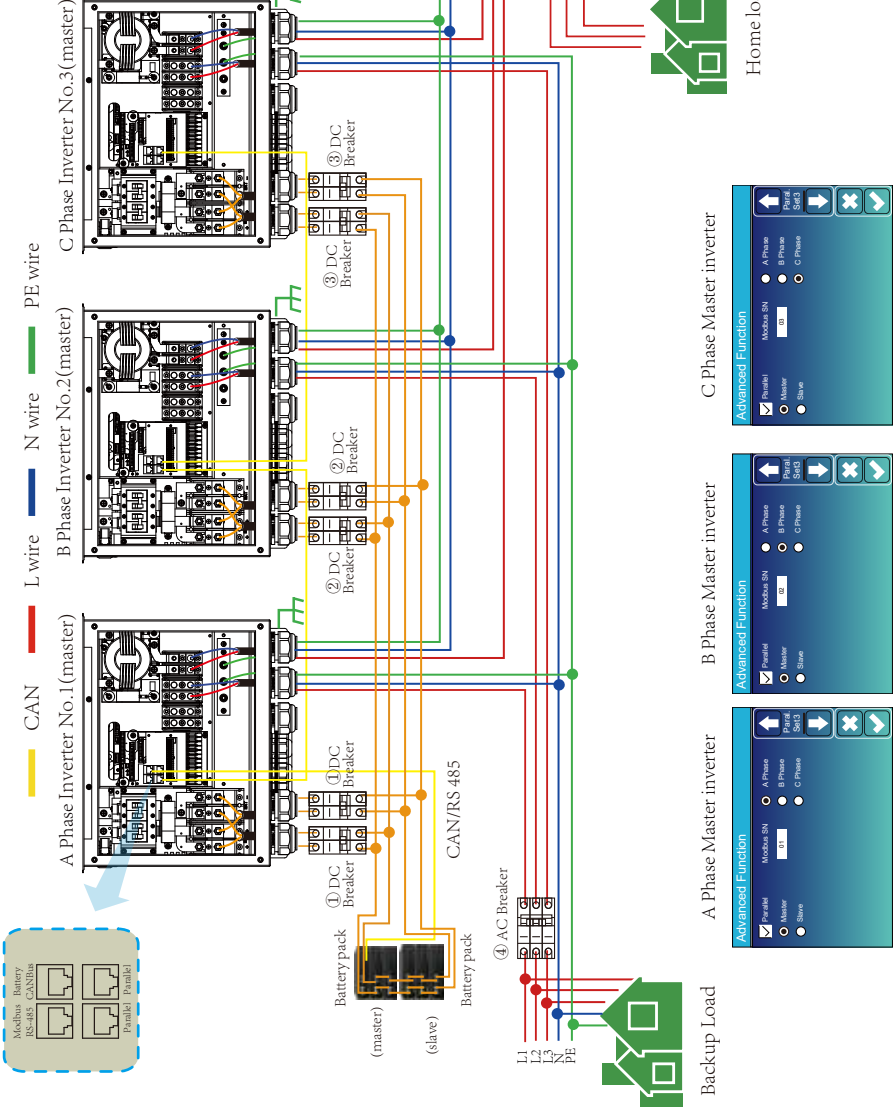 CAN
L wire
N wire
PE wire
A Phase Inverter No.1(master)
B Phase Inverter No.2(master)
C Phase Inverter No.3(master)
Modbus
RS-485
Battery
CANBus
Parallel
Parallel
① DC
Breaker
①DC
Breaker
② DC
Breaker
② DC
Breaker
③ DC
Breaker
③ DC
Breaker
Battery pack
(master)
(slave)
Battery pack
CAN/RS 485
④ AC Breaker
L1
L2
L3
N
PE
Backup Load
Home lo
A Phase Master inverter
Advanced Function
Parallel
Master
Slave
Modbus SN
01
A Phase
B Phase
C Phase
Paral.
Set3
B Phase Master inverter
Advanced Function
Parallel
Master
Slave
Modbus SN
02
A Phase
B Phase
C Phase
Paral.
Set3
C Phase Master inverter
Advanced Function
Parallel
Master
Slave
Modbus SN
03
A Phase
B Phase
C Phase
Paral.
Set3